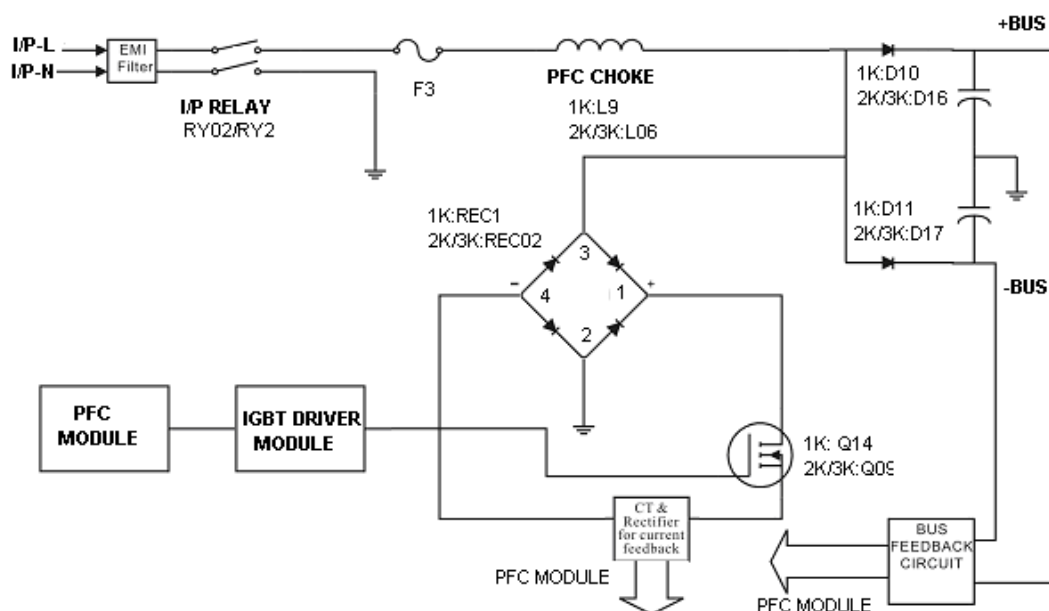 +BUS
I/P-L
I/P-N
EMI
Filter
I/P RELAY
RY02/RY2
F3
PFC CHOKE
1K:L9
2K/3K:L06
1K:D10
2K/3K:D16
1K:REC1
2K/3K:REC02
1K:D11
2K/3K:D17
3
− 4 1 +
2
-BUS
PFC
MODULE
IGBT DRIVER
MODULE
1K: Q14
2K/3K:Q09
CT &
Rectifier
for current
feedback
PFC MODULE
BUS
FEEDBACK
CIRCUIT
PFC MODULE